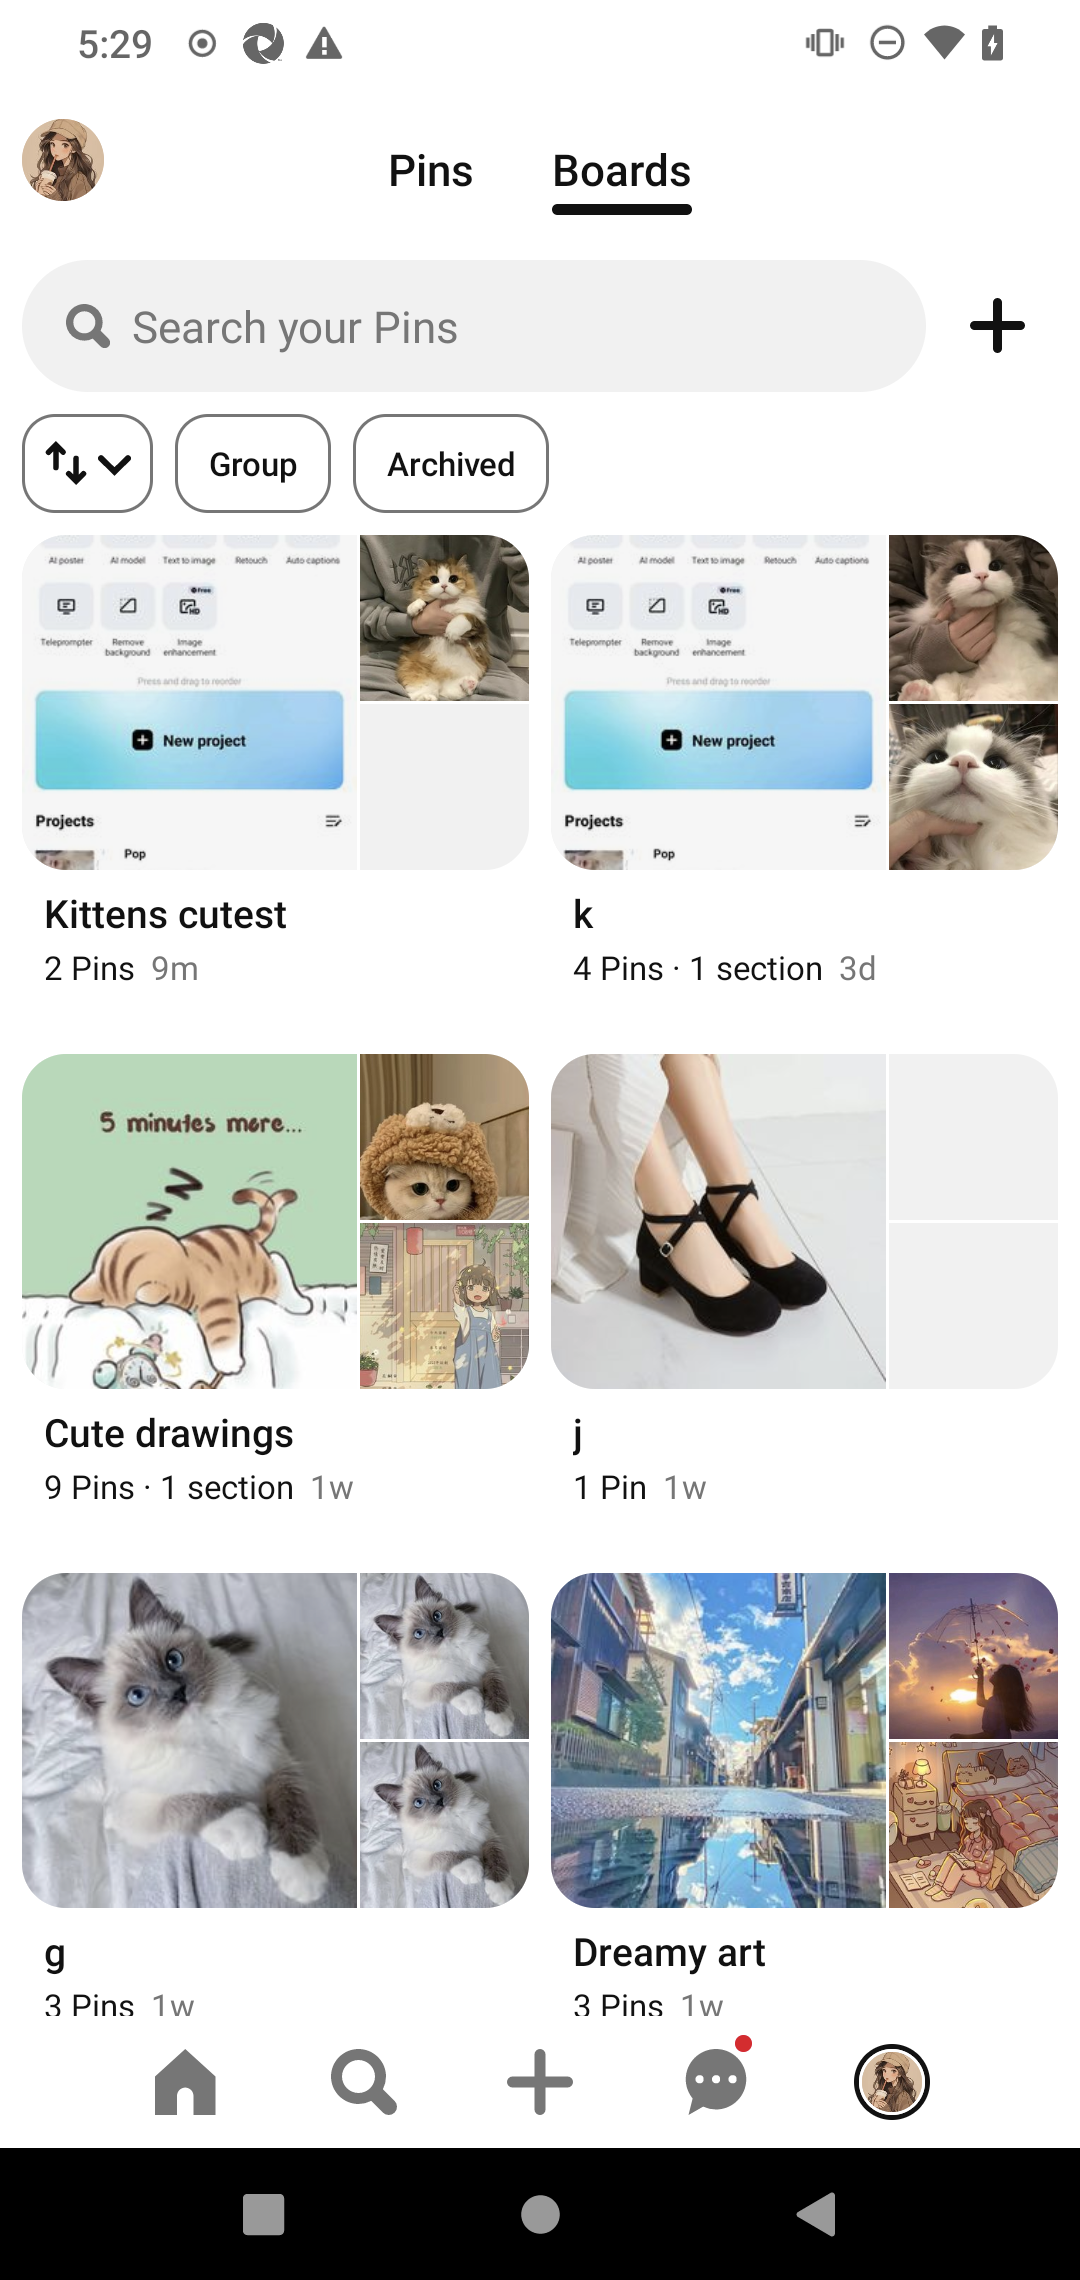 5:29
Pins Boards
Search your Pins
Group Archived
AI poster AI model Text to image Retouch Auto captions
Free
HD
Teleprompter Remove background Image enhancement
Press and drag to reorder
New project
Projects
Pop
AI poster AI model Text to image Retouch Auto captions
Free
HD
Teleprompter Remove background Image enhancement
Press and drag to reorder
New project
Projects
Pop
Kittens cutest
2 Pins 9m
k
4 Pins · 1 section 3d
5 minutes more...
Z
Z
Cute drawings
9 Pins · 1 section 1w
j
1 Pin 1w
g
3 Pins 1w
Dreamy art
3 Pins 1w